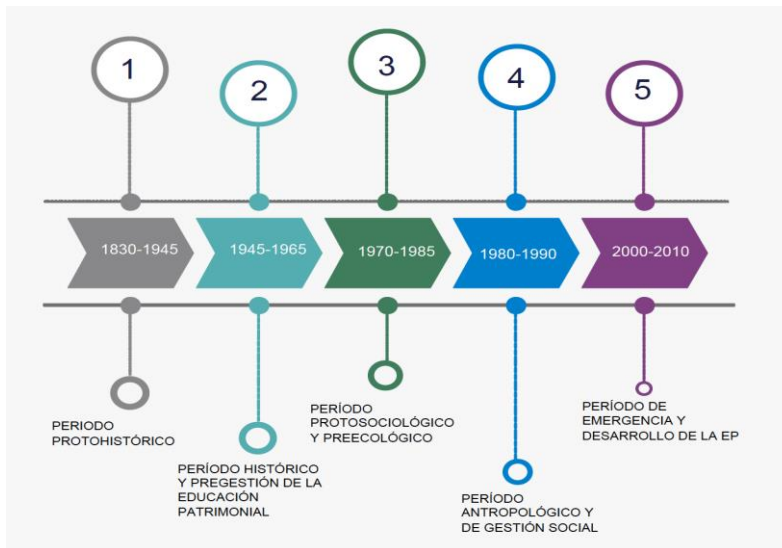 1
2
3
4
5
1830-1945
1945-1965
1970-1985
1980-1990
2000-2010
PERIODO
PROTOHISTÓRICO
PERÍODO HISTÓRICO
Y PREGESTIÓN DE LA
EDUCACIÓN
PATRIMONIAL
PERÍODO
PROTOSOCIOLÓGICO
Y PREECOLÓGICO
PERÍODO
ANTROPOLÓGICO Y
DE GESTIÓN SOCIAL
PERÍODO DE
EMERGENCIA Y
DESARROLLO DE LA EP